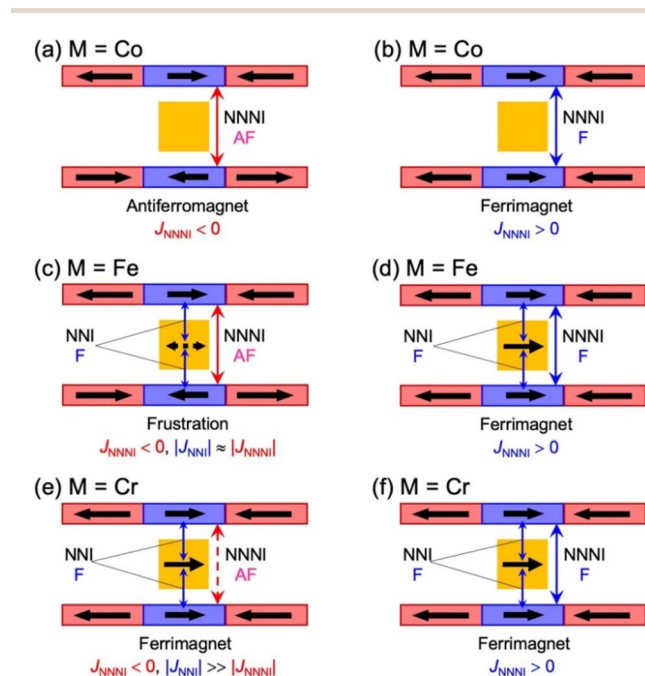 (a) M = Co
NNNI
AF
Antiferromagnet
J_NNNI < 0
(b) M = Co
NNNI
F
Ferrimagnet
J_NNNI > 0
(c) M = Fe
NNI
F
NNNI
AF
Frustration
J_NNNI < 0, |J_NNI| ≈ |J_NNNI|
(d) M = Fe
NNI
F
NNNI
F
Ferrimagnet
J_NNNI > 0
(e) M = Cr
NNI
F
NNNI
AF
Ferrimagnet
J_NNNI < 0, |J_NNI| >> |J_NNNI|
(f) M = Cr
NNI
F
NNNI
F
Ferrimagnet
J_NNNI > 0